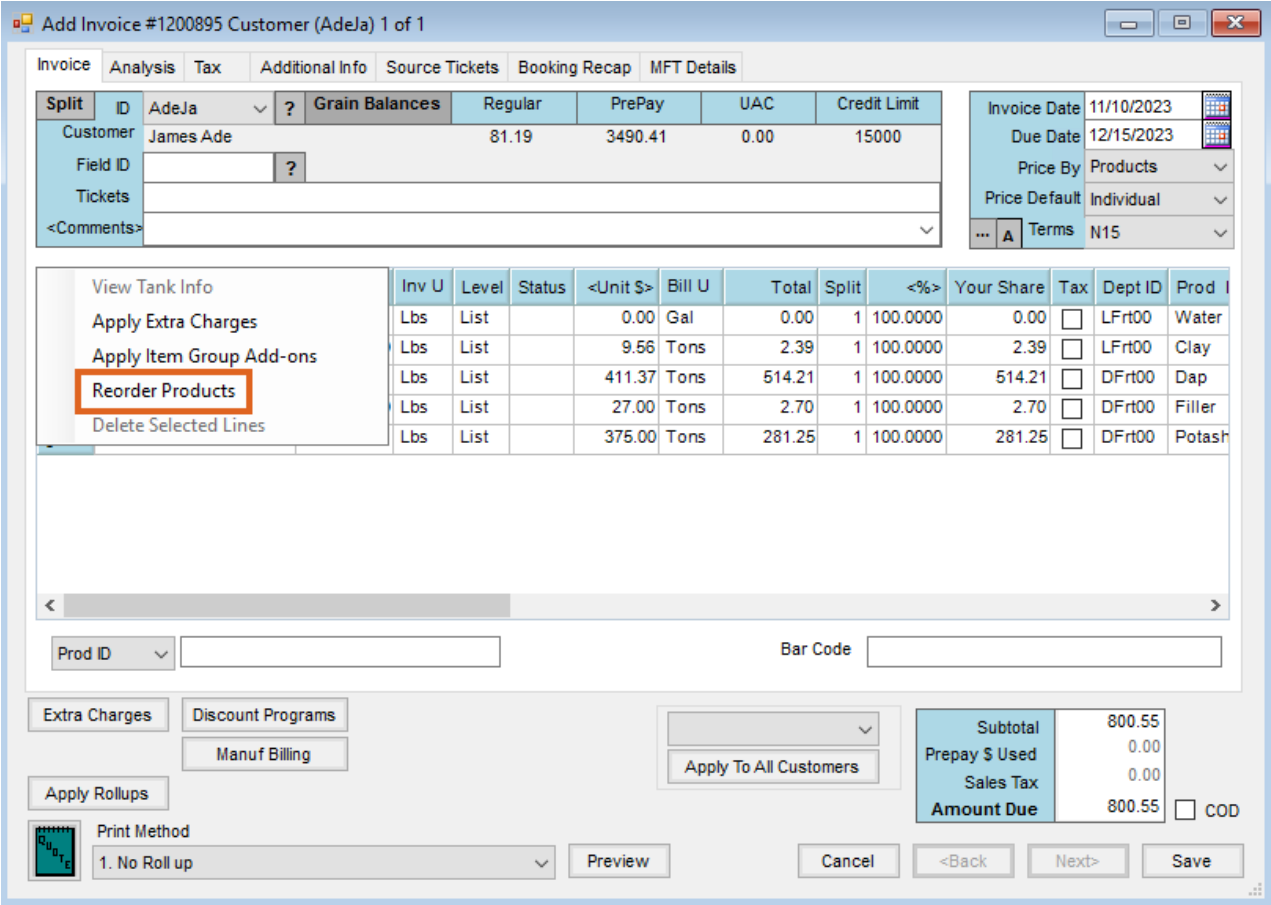 Add Invoice #1200895 Customer (AdeJa) 1 of 1
Invoice Analysis Tax Additional Info Source Tickets Booking Recap MFT Details
Split ID AdeJa ? Grain Balances Regular PrePay UAC Credit Limit
Customer James Ade 81.19 3490.41 0.00 15000
Field ID ?
Tickets
<Comments>
Invoice Date 11/10/2023
Due Date 12/15/2023
Price By Products
Price Default Individual
... A Terms N15
View Tank Info
Apply Extra Charges
Apply Item Group Add-ons
Reorder Products
Delete Selected Lines
Inv U Level Status <Unit $> Bill U Total Split <%> Your Share Tax Dept ID Prod
Lbs List 0.00 Gal 0.00 1 100.0000 0.00 LFrt00 Water
Lbs List 9.56 Tons 2.39 1 100.0000 2.39 LFrt00 Clay
Lbs List 411.37 Tons 514.21 1 100.0000 514.21 DFrt00 Dap
Lbs List 27.00 Tons 2.70 1 100.0000 2.70 DFrt00 Filler
Lbs List 375.00 Tons 281.25 1 100.0000 281.25 DFrt00 Potash
Prod ID Bar Code
Extra Charges Discount Programs
Manuf Billing
Apply Rollups
Apply To All Customers
Subtotal 800.55
Prepay $ Used 0.00
Sales Tax 0.00
Amount Due 800.55 COD
QUOTE
Print Method
1. No Roll up Preview Cancel <Back Next> Save